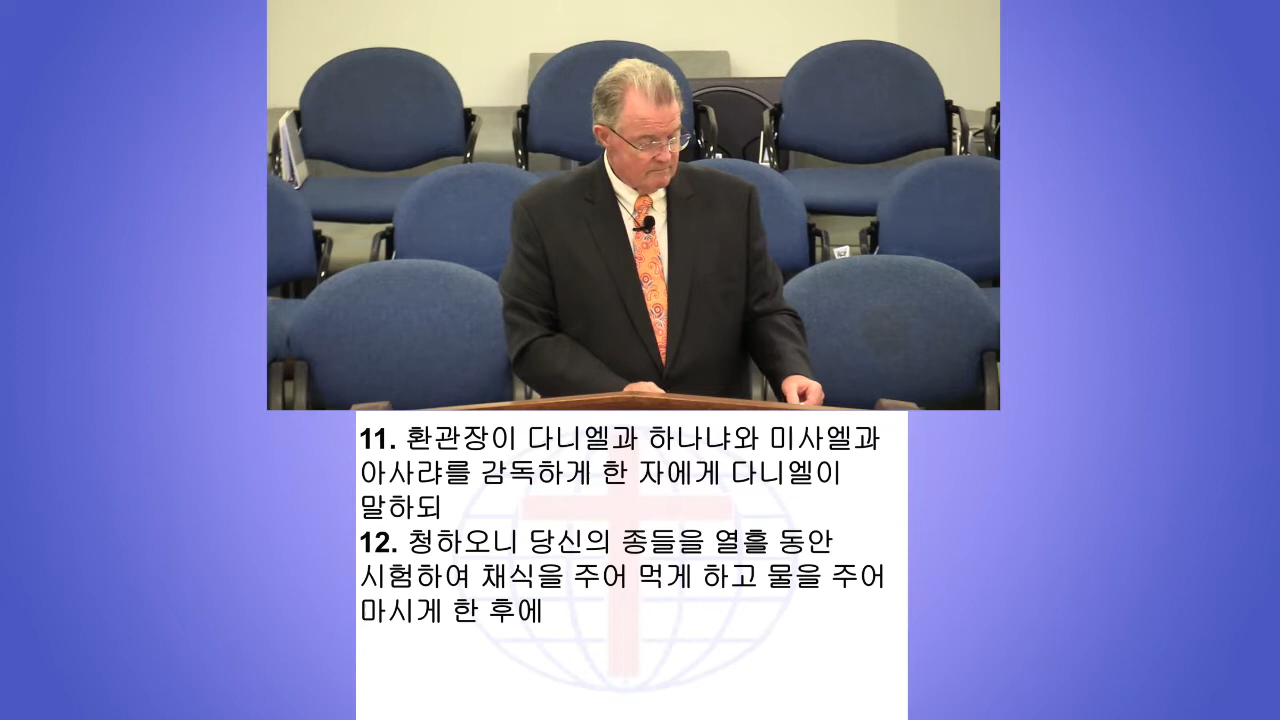 11. 환관장이 다니엘과 하나냐와 미사엘과
아사랴를 감독하게 한 자에게 다니엘이
말하되
12. 청하오니 당신의 종들을 열흘 동안
시험하여 채식을 주어 먹게 하고 물을 주어
마시게 한 후에